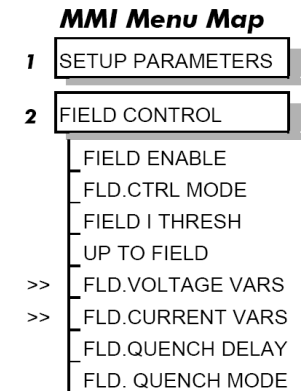 MMI Menu Map
1 SETUP PARAMETERS
2 FIELD CONTROL
FIELD ENABLE
FLD.CTRL MODE
FIELD I THRESH
UP TO FIELD
>> FLD.VOLTAGE VARS
>> FLD.CURRENT VARS
FLD.QUENCH DELAY
FLD. QUENCH MODE